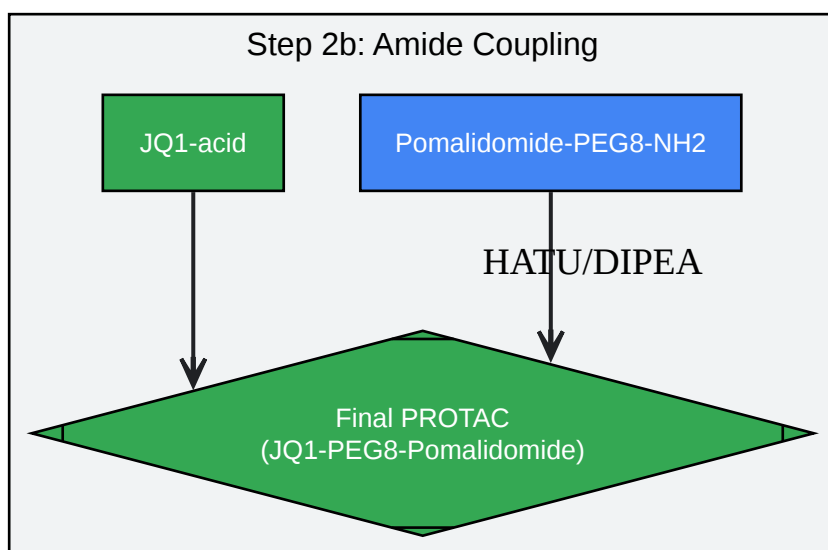 Step 2b: Amide Coupling
JQ1-acid
Pomalidomide-PEG8-NH2
HATU/DIPEA
Final PROTAC
(JQ1-PEG8-Pomalidomide)